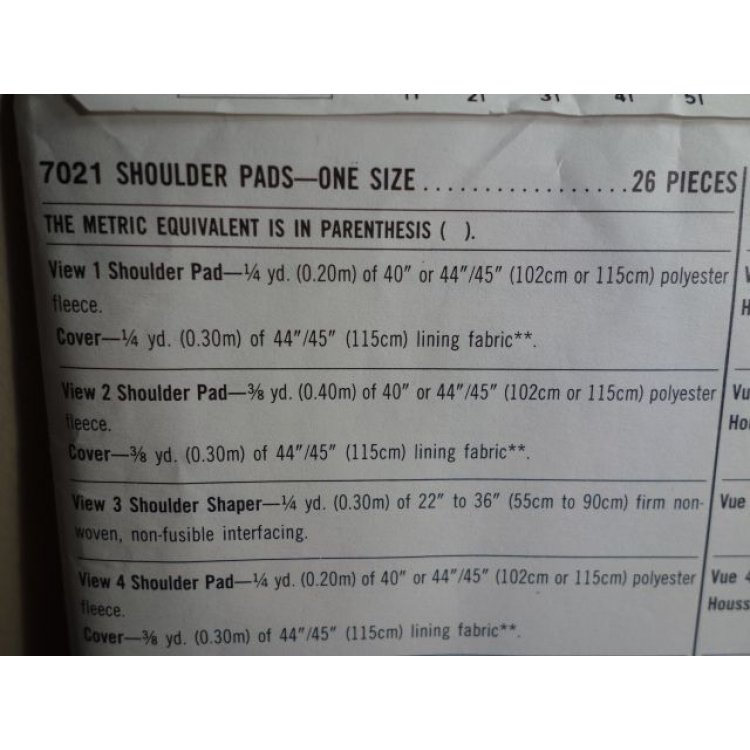 11 21 31 41 51
7021 SHOULDER PADS—ONE SIZE..................26 PIECES
THE METRIC EQUIVALENT IS IN PARENTHESIS ( ).
View 1 Shoulder Pad—¼ yd. (0.20m) of 40" or 44"/45" (102cm or 115cm) polyester
fleece.
Cover—¼ yd. (0.30m) of 44"/45" (115cm) lining fabric**.
View 2 Shoulder Pad—⅜ yd. (0.40m) of 40" or 44"/45" (102cm or 115cm) polyester
fleece.
Cover—⅜ yd. (0.30m) of 44"/45" (115cm) lining fabric**.
View 3 Shoulder Shaper—¼ yd. (0.30m) of 22" to 36" (55cm to 90cm) firm non-
woven, non-fusible interfacing.
View 4 Shoulder Pad—¼ yd. (0.20m) of 40" or 44"/45" (102cm or 115cm) polyester
fleece.
Cover—⅜ yd. (0.30m) of 44"/45" (115cm) lining fabric**.
Vu
Ho
Vue
Vue 4
Houss